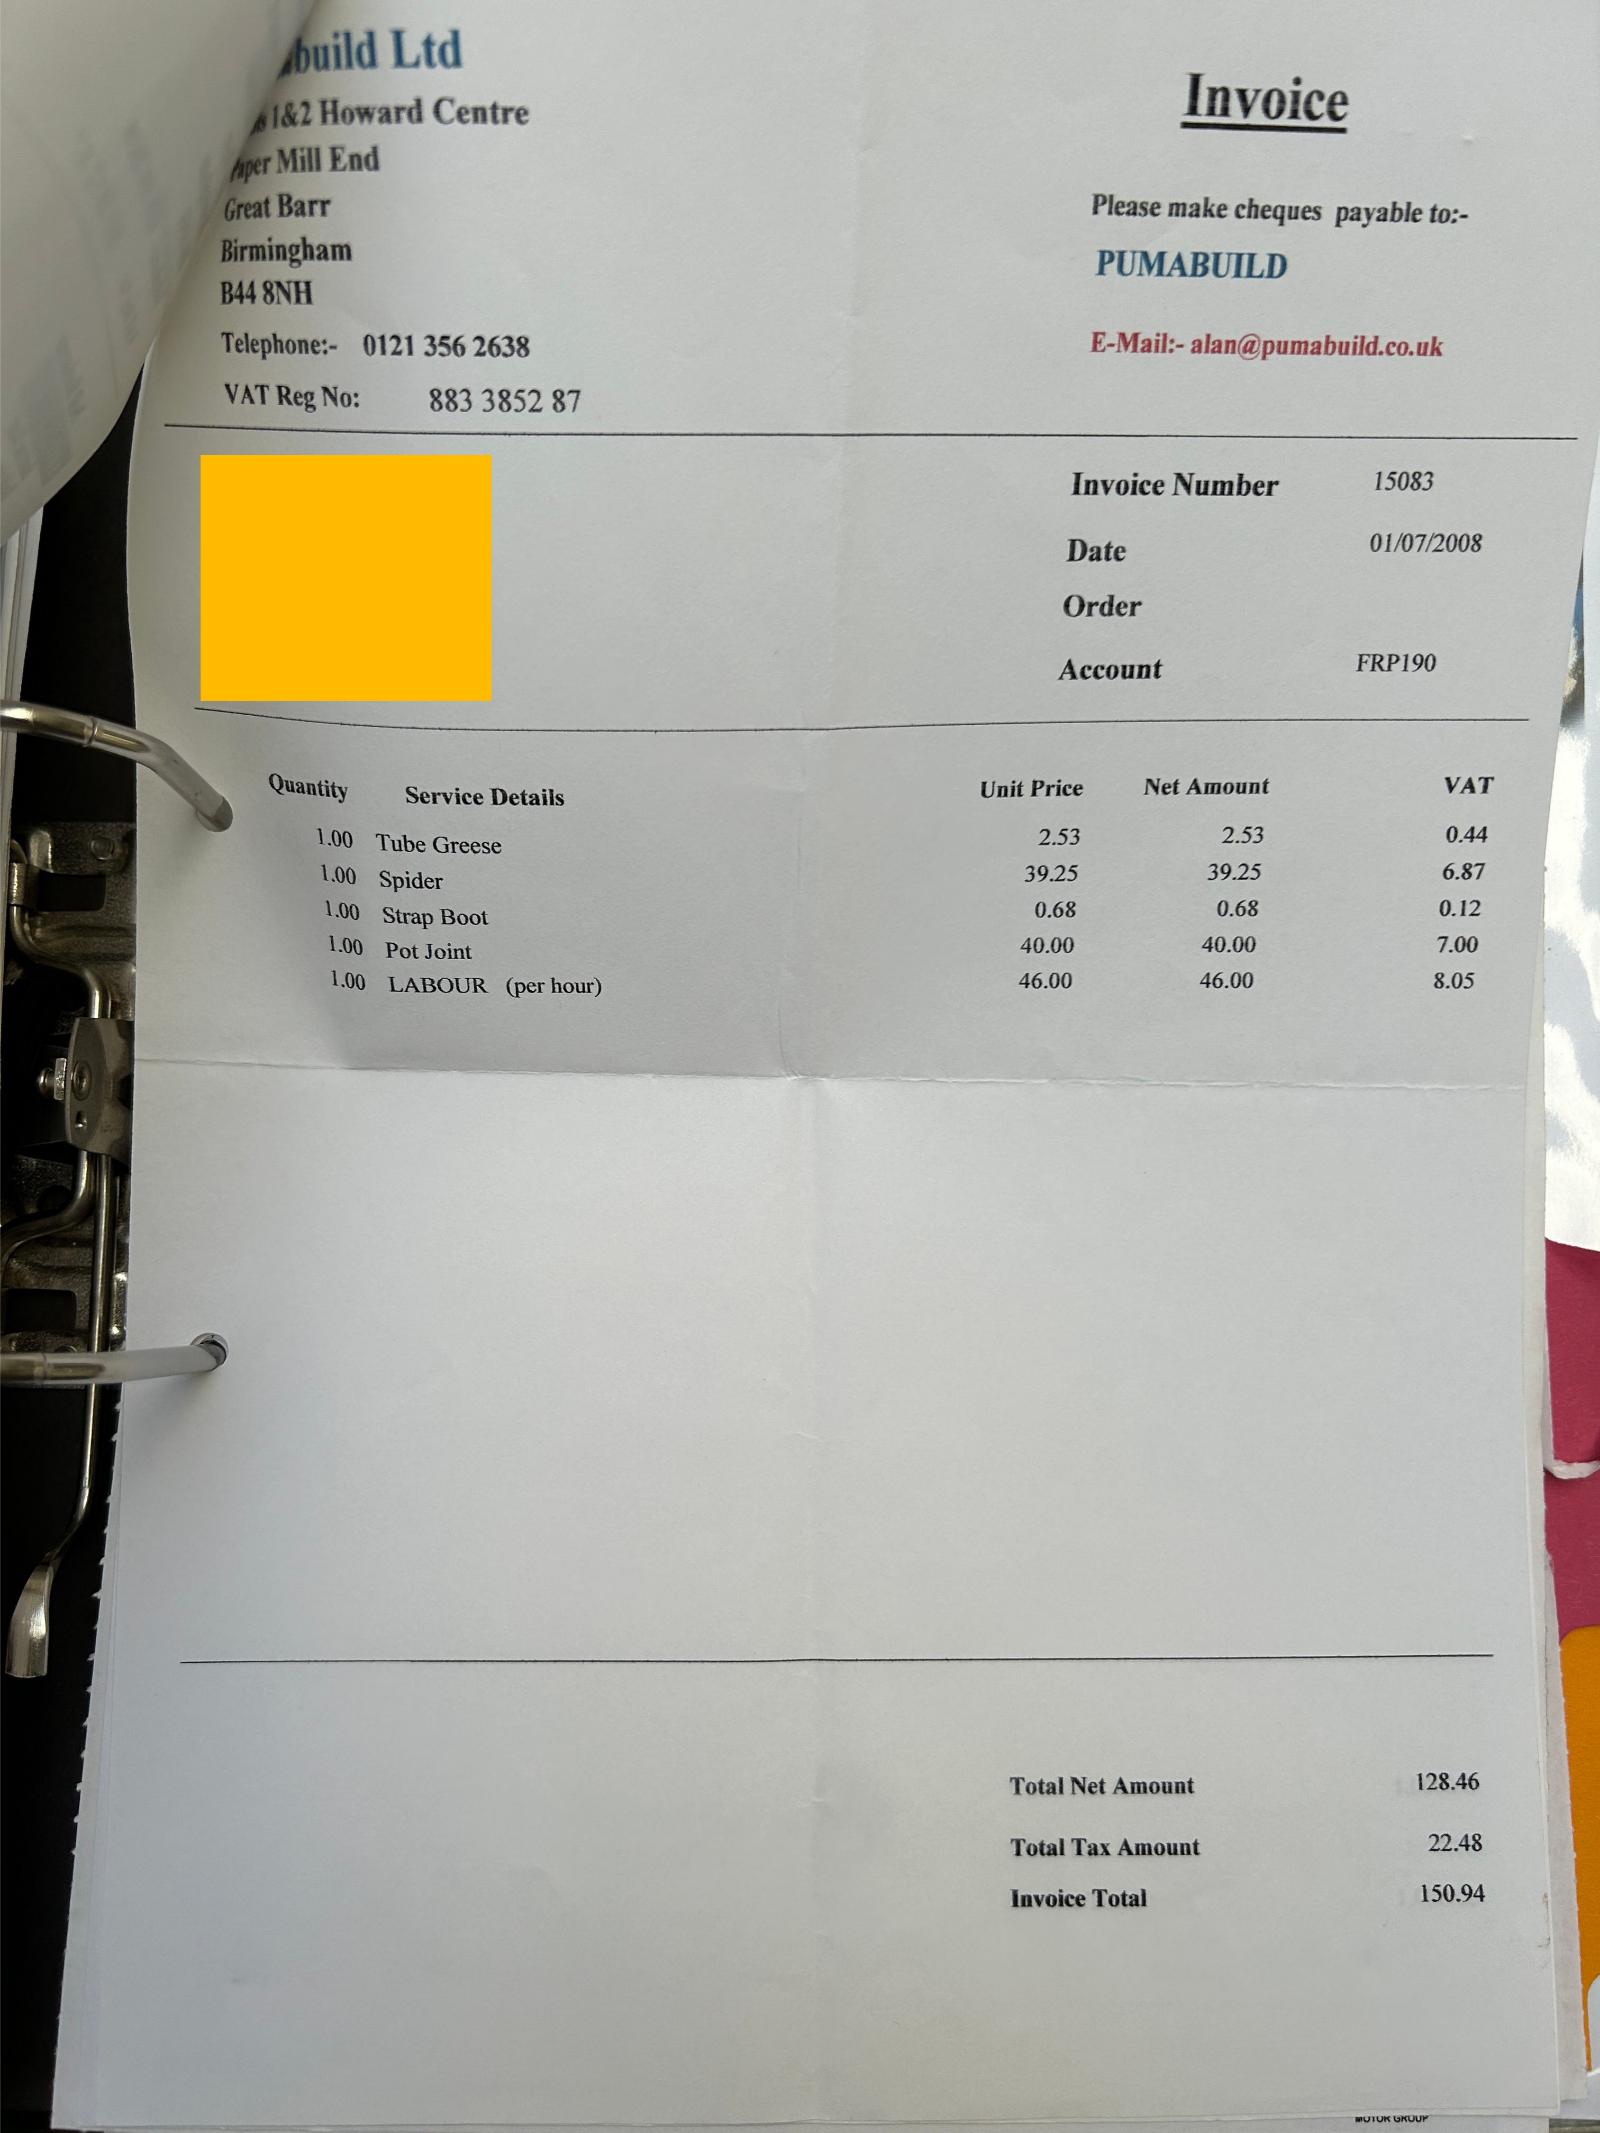 build Ltd
1&2 Howard Centre
Mill End
Great Barr
Birmingham
B44 8NH
Telephone:- 0121 356 2638
VAT Reg No: 883 3852 87
Invoice
Please make cheques payable to:-
PUMABUILD
E-Mail:- alan@pumabuild.co.uk
Invoice Number 15083
Date 01/07/2008
Order
Account FRP190
Quantity Service Details Unit Price Net Amount VAT
1.00 Tube Greese 2.53 2.53 0.44
1.00 Spider 39.25 39.25 6.87
1.00 Strap Boot 0.68 0.68 0.12
1.00 Pot Joint 40.00 40.00 7.00
1.00 LABOUR (per hour) 46.00 46.00 8.05
Total Net Amount 128.46
Total Tax Amount 22.48
Invoice Total 150.94
MOTOR GROUP